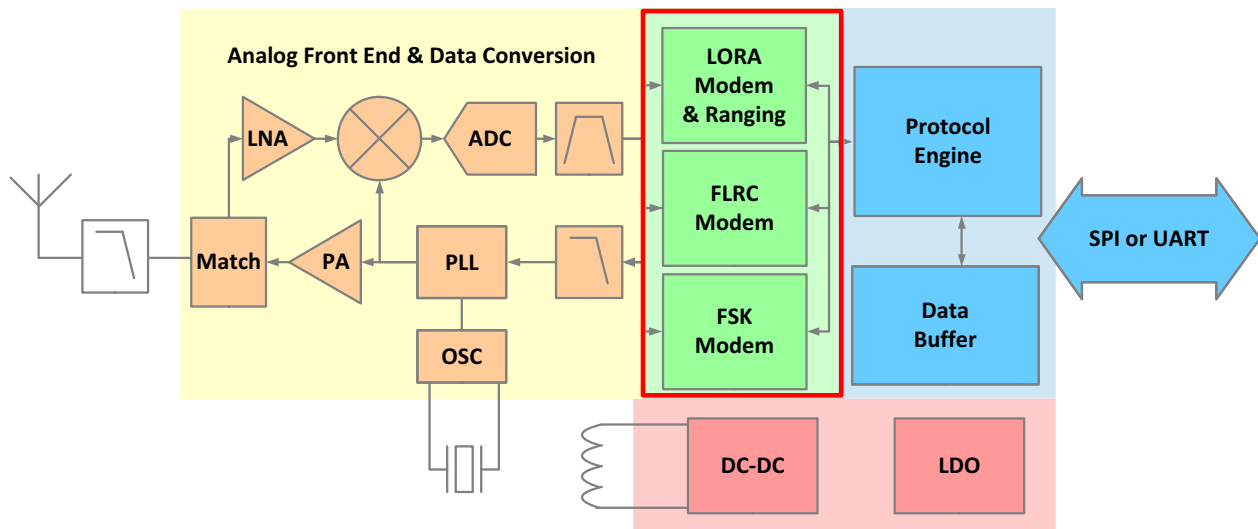 Analog Front End & Data Conversion
LORA
Modem
& Ranging
LNA
ADC
Protocol
Engine
FLRC
Modem
SPI or UART
Match
PA
PLL
FSK
Modem
Data
Buffer
OSC
DC-DC
LDO